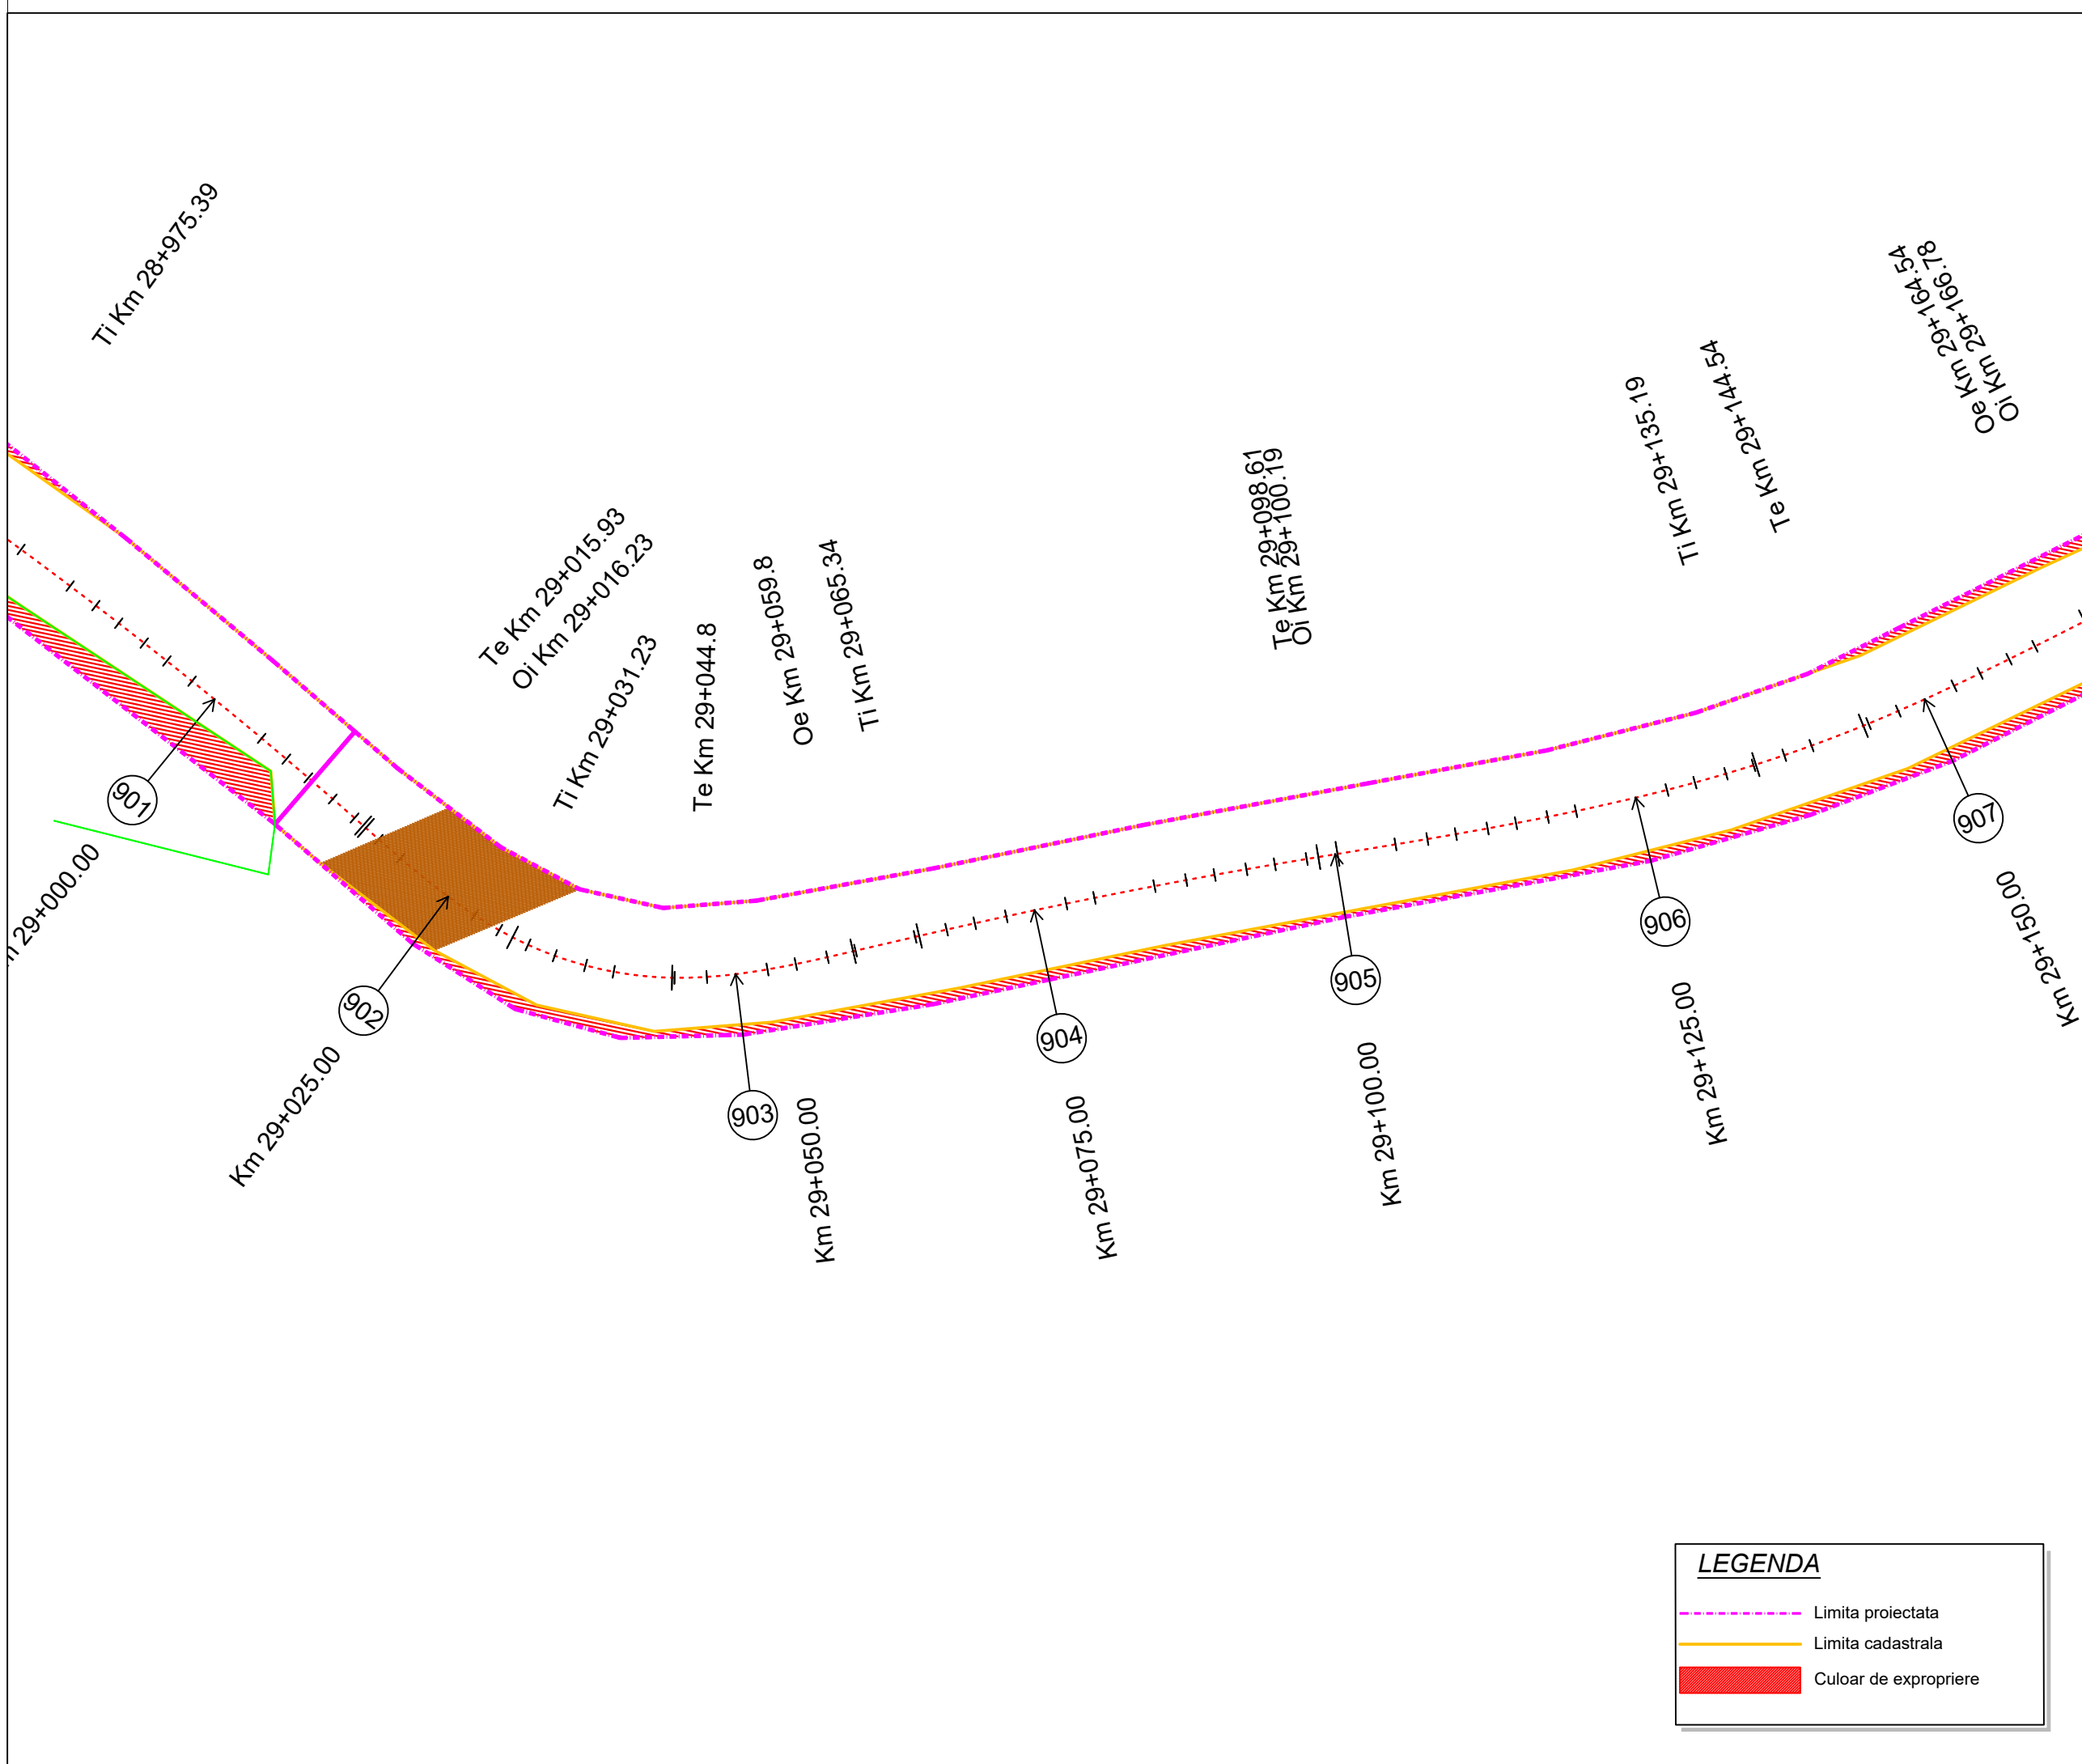 Ti Km 28+975.39
Te Km 29+015.93
Oi Km 29+016.23
Ti Km 29+031.23
Te Km 29+044.8
Oe Km 29+059.8
Ti Km 29+065.34
Te Km 29+098.61
Oi Km 29+100.19
Ti Km 29+135.19
Te Km 29+144.54
Oe Km 29+164.54
Oi Km 29+166.78
901
902
903
904
905
906
907
m 29+000.00
Km 29+025.00
Km 29+050.00
Km 29+075.00
Km 29+100.00
Km 29+125.00
Km 29+150.00
LEGENDA
Limita proiectata
Limita cadastrala
Culoar de expropriere